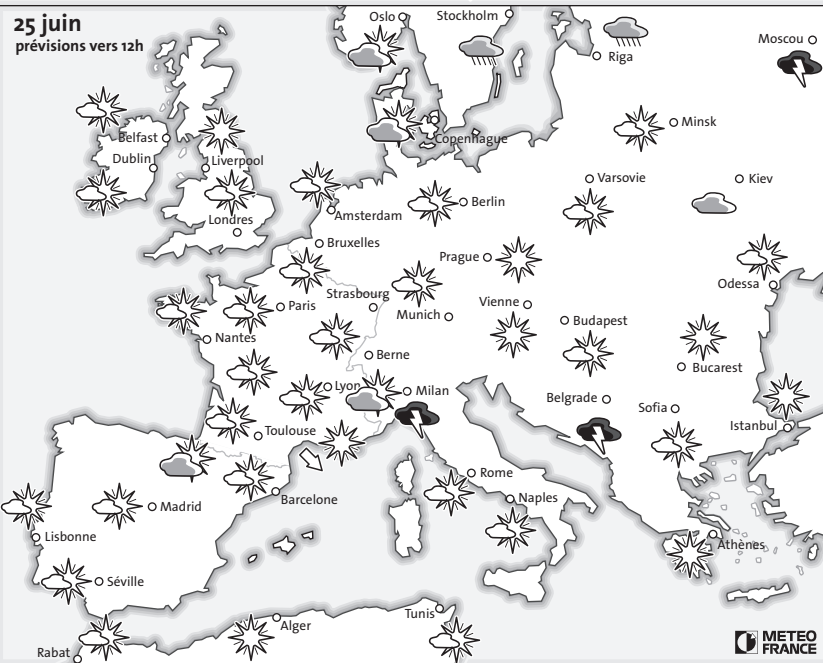 25 juin
prévisions vers 12h
Oslo
Stockholm
Riga
Moscou
Minsk
Belfast
Dublin
Liverpool
Copenhague
Londres
Amsterdam
Berlin
Varsovie
Kiev
Bruxelles
Prague
Odessa
Paris
Strasbourg
Munich
Vienne
Budapest
Nantes
Berne
Bucarest
Lyon
Milan
Belgrade
Sofia
Istanbul
Toulouse
Rome
Naples
Madrid
Barcelone
Lisbonne
Athènes
Séville
Tunis
Alger
Rabat
METEO
FRANCE